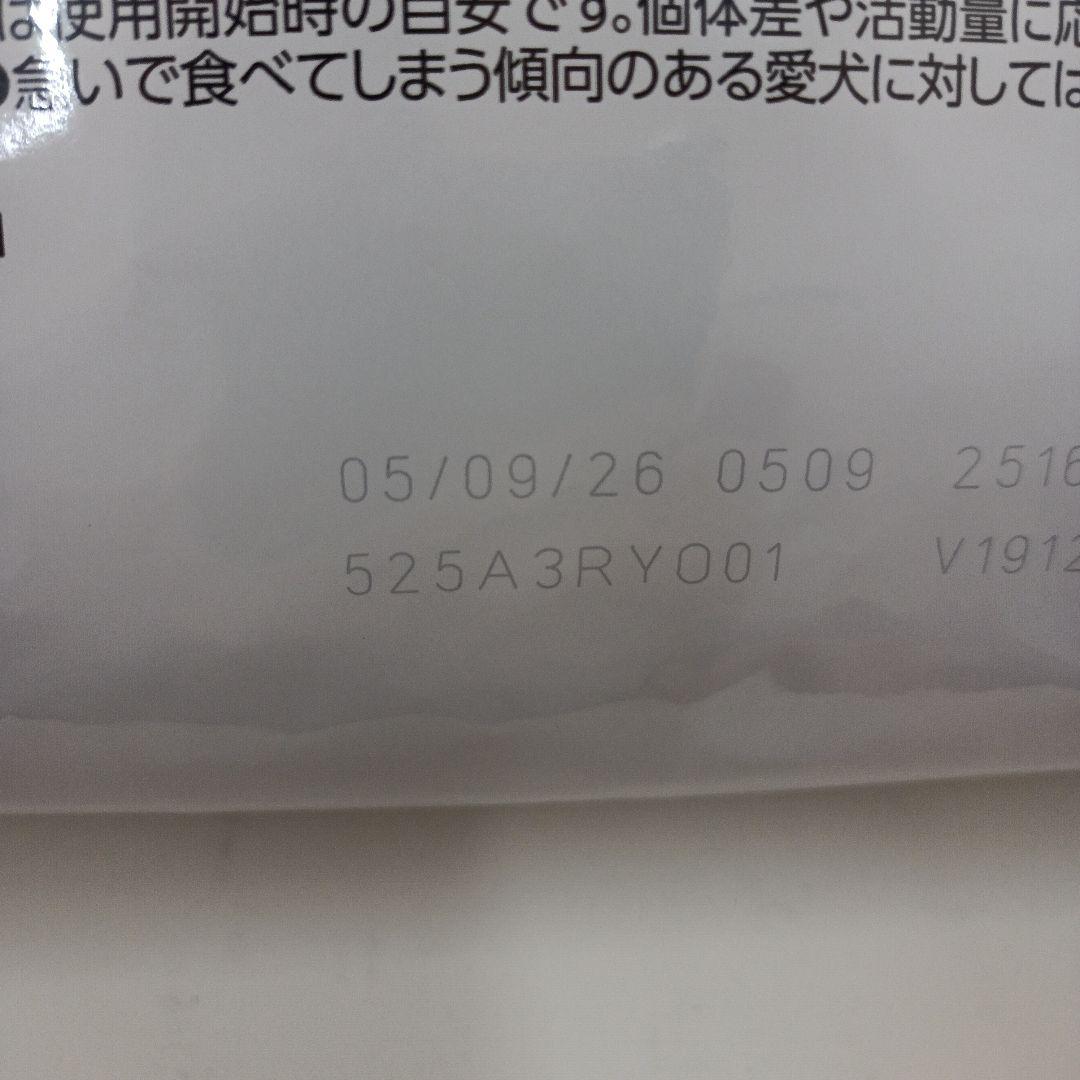 は使用開始時の目安です。個体差や活動量に応
●急いで食べてしまう傾向のある愛犬に対しては
05/09/26 0509 2516
525A3RY001 V1912